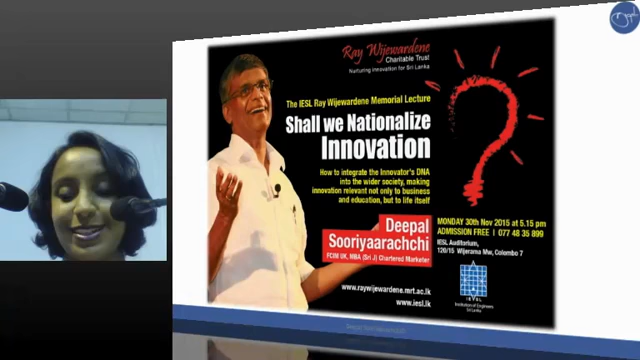 Ray Wijewardene
Charitable Trust
Nurturing innovation for Sri Lanka
The IESL Ray Wijewardene Memorial Lecture
Shall we Nationalize
Innovation
How to integrate the Innovator's DNA
into the wider society, making
innovation relevant not only to business
and education, but to life itself
Deepal
Sooriyaarachchi
FCIM UK, MBA (Sri J) Chartered Marketer
MONDAY 30th Nov 2015 at 5.15 pm
ADMISSION FREE | 077 48 35 899
IESL Auditorium,
120/15 Wijerama Mw, Colombo 7
www.raywijewardene.mrt.ac.lk
www.iesl.lk
IESL
Institution of Engineers
Sri Lanka